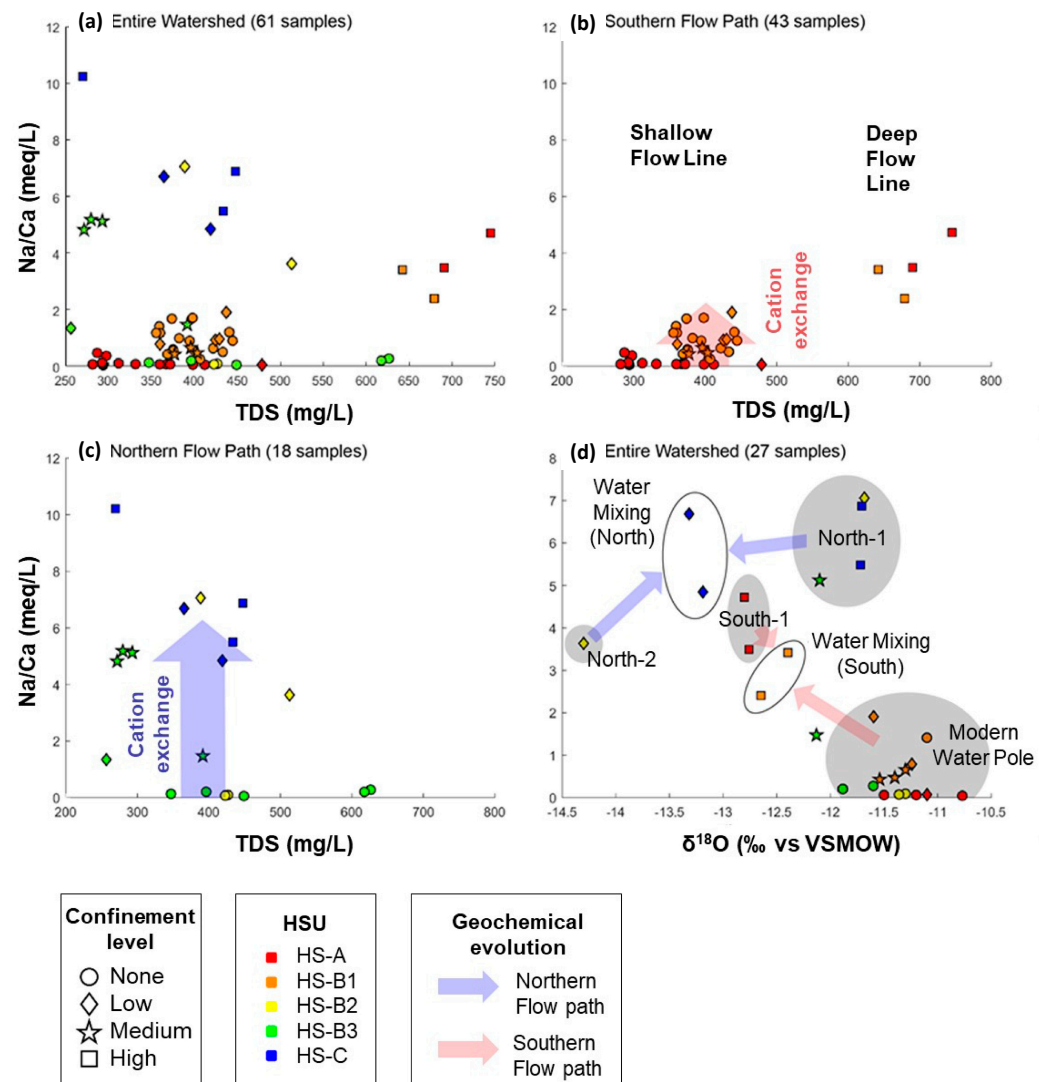 (a) Entire Watershed (61 samples)
12
10
8
6
4
2
0
Na/Ca (meq/L)
250 300 350 400 450 500 550 600 650 700 750
TDS (mg/L)
(b) Southern Flow Path (43 samples)
12
10
8
6
4
2
0
Shallow
Flow Line
Deep
Flow
Line
Cation
exchange
200 300 400 500 600 700 800
TDS (mg/L)
(c) Northern Flow Path (18 samples)
12
10
8
6
4
2
0
Na/Ca (meq/L)
Cation
exchange
200 300 400 500 600 700 800
TDS (mg/L)
(d) Entire Watershed (27 samples)
8
7
6
5
4
3
2
1
0
Water
Mixing
(North)
North-1
South-1
North-2
Water Mixing
(South)
Modern
Water Pole
-14.5 -14 -13.5 -13 -12.5 -12 -11.5 -11 -10.5
δ¹⁸O (‰ vs VSMOW)
Confinement
level
None
Low
Medium
High
HSU
HS-A
HS-B1
HS-B2
HS-B3
HS-C
Geochemical
evolution
Northern
Flow path
Southern
Flow path